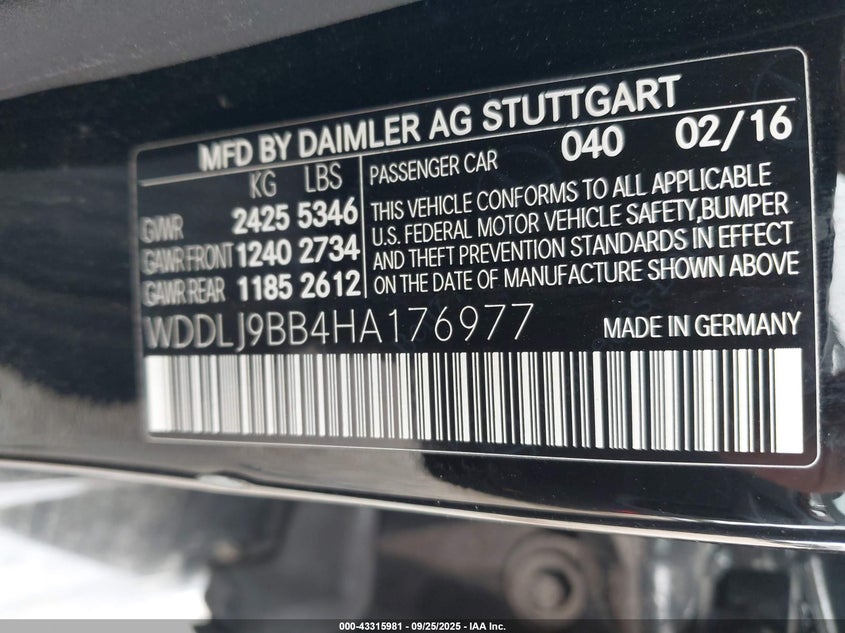 MFD BY DAIMLER AG STUTTGART
KG LBS
GVWR 2425 5346
GAWR FRONT 1240 2734
GAWR REAR 1185 2612
PASSENGER CAR 040 02/16
THIS VEHICLE CONFORMS TO ALL APPLICABLE
U.S. FEDERAL MOTOR VEHICLE SAFETY,BUMPER
AND THEFT PREVENTION STANDARDS IN EFFECT
ON THE DATE OF MANUFACTURE SHOWN ABOVE
WDDLJ9BB4HA176977 MADE IN GERMANY
000-43315981 - 09/25/2025 - IAA Inc.